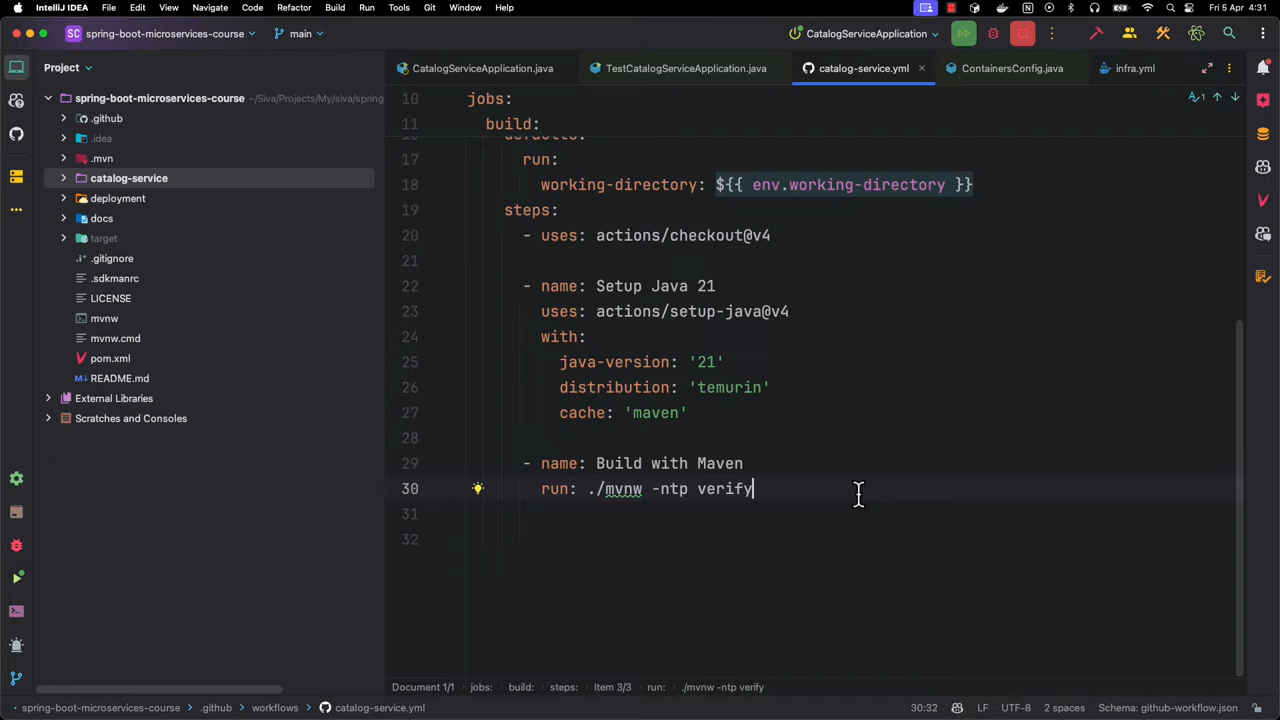 IntelliJ IDEA File Edit View Navigate Code Refactor Build Run Tools Git Window Help Fri 5 Apr 4:31
SC spring-boot-microservices-course main CatalogServiceApplication
Project
CatalogServiceApplication.java TestCatalogServiceApplication.java catalog-service.yml ContainersConfig.java infra.yml
spring-boot-microservices-course ~/Siva/Projects/My/siva/spring
.github
.idea
.mvn
catalog-service
deployment
docs
target
.gitignore
.sdkmanrc
LICENSE
mvnw
mvnw.cmd
pom.xml
README.md
External Libraries
Scratches and Consoles
10 jobs:
11 build:
defaults:
17 run:
18 working-directory: ${{ env.working-directory }}
19 steps:
20 - uses: actions/checkout@v4
21
22 - name: Setup Java 21
23 uses: actions/setup-java@v4
24 with:
25 java-version: '21'
26 distribution: 'temurin'
27 cache: 'maven'
28
29 - name: Build with Maven
30 run: ./mvnw -ntp verify
31
32
Document 1/1 jobs: build: steps: Item 3/3 run: ./mvnw -ntp verify
spring-boot-microservices-course .github workflows catalog-service.yml 30:32 LF UTF-8 2 spaces Schema: github-workflow.json